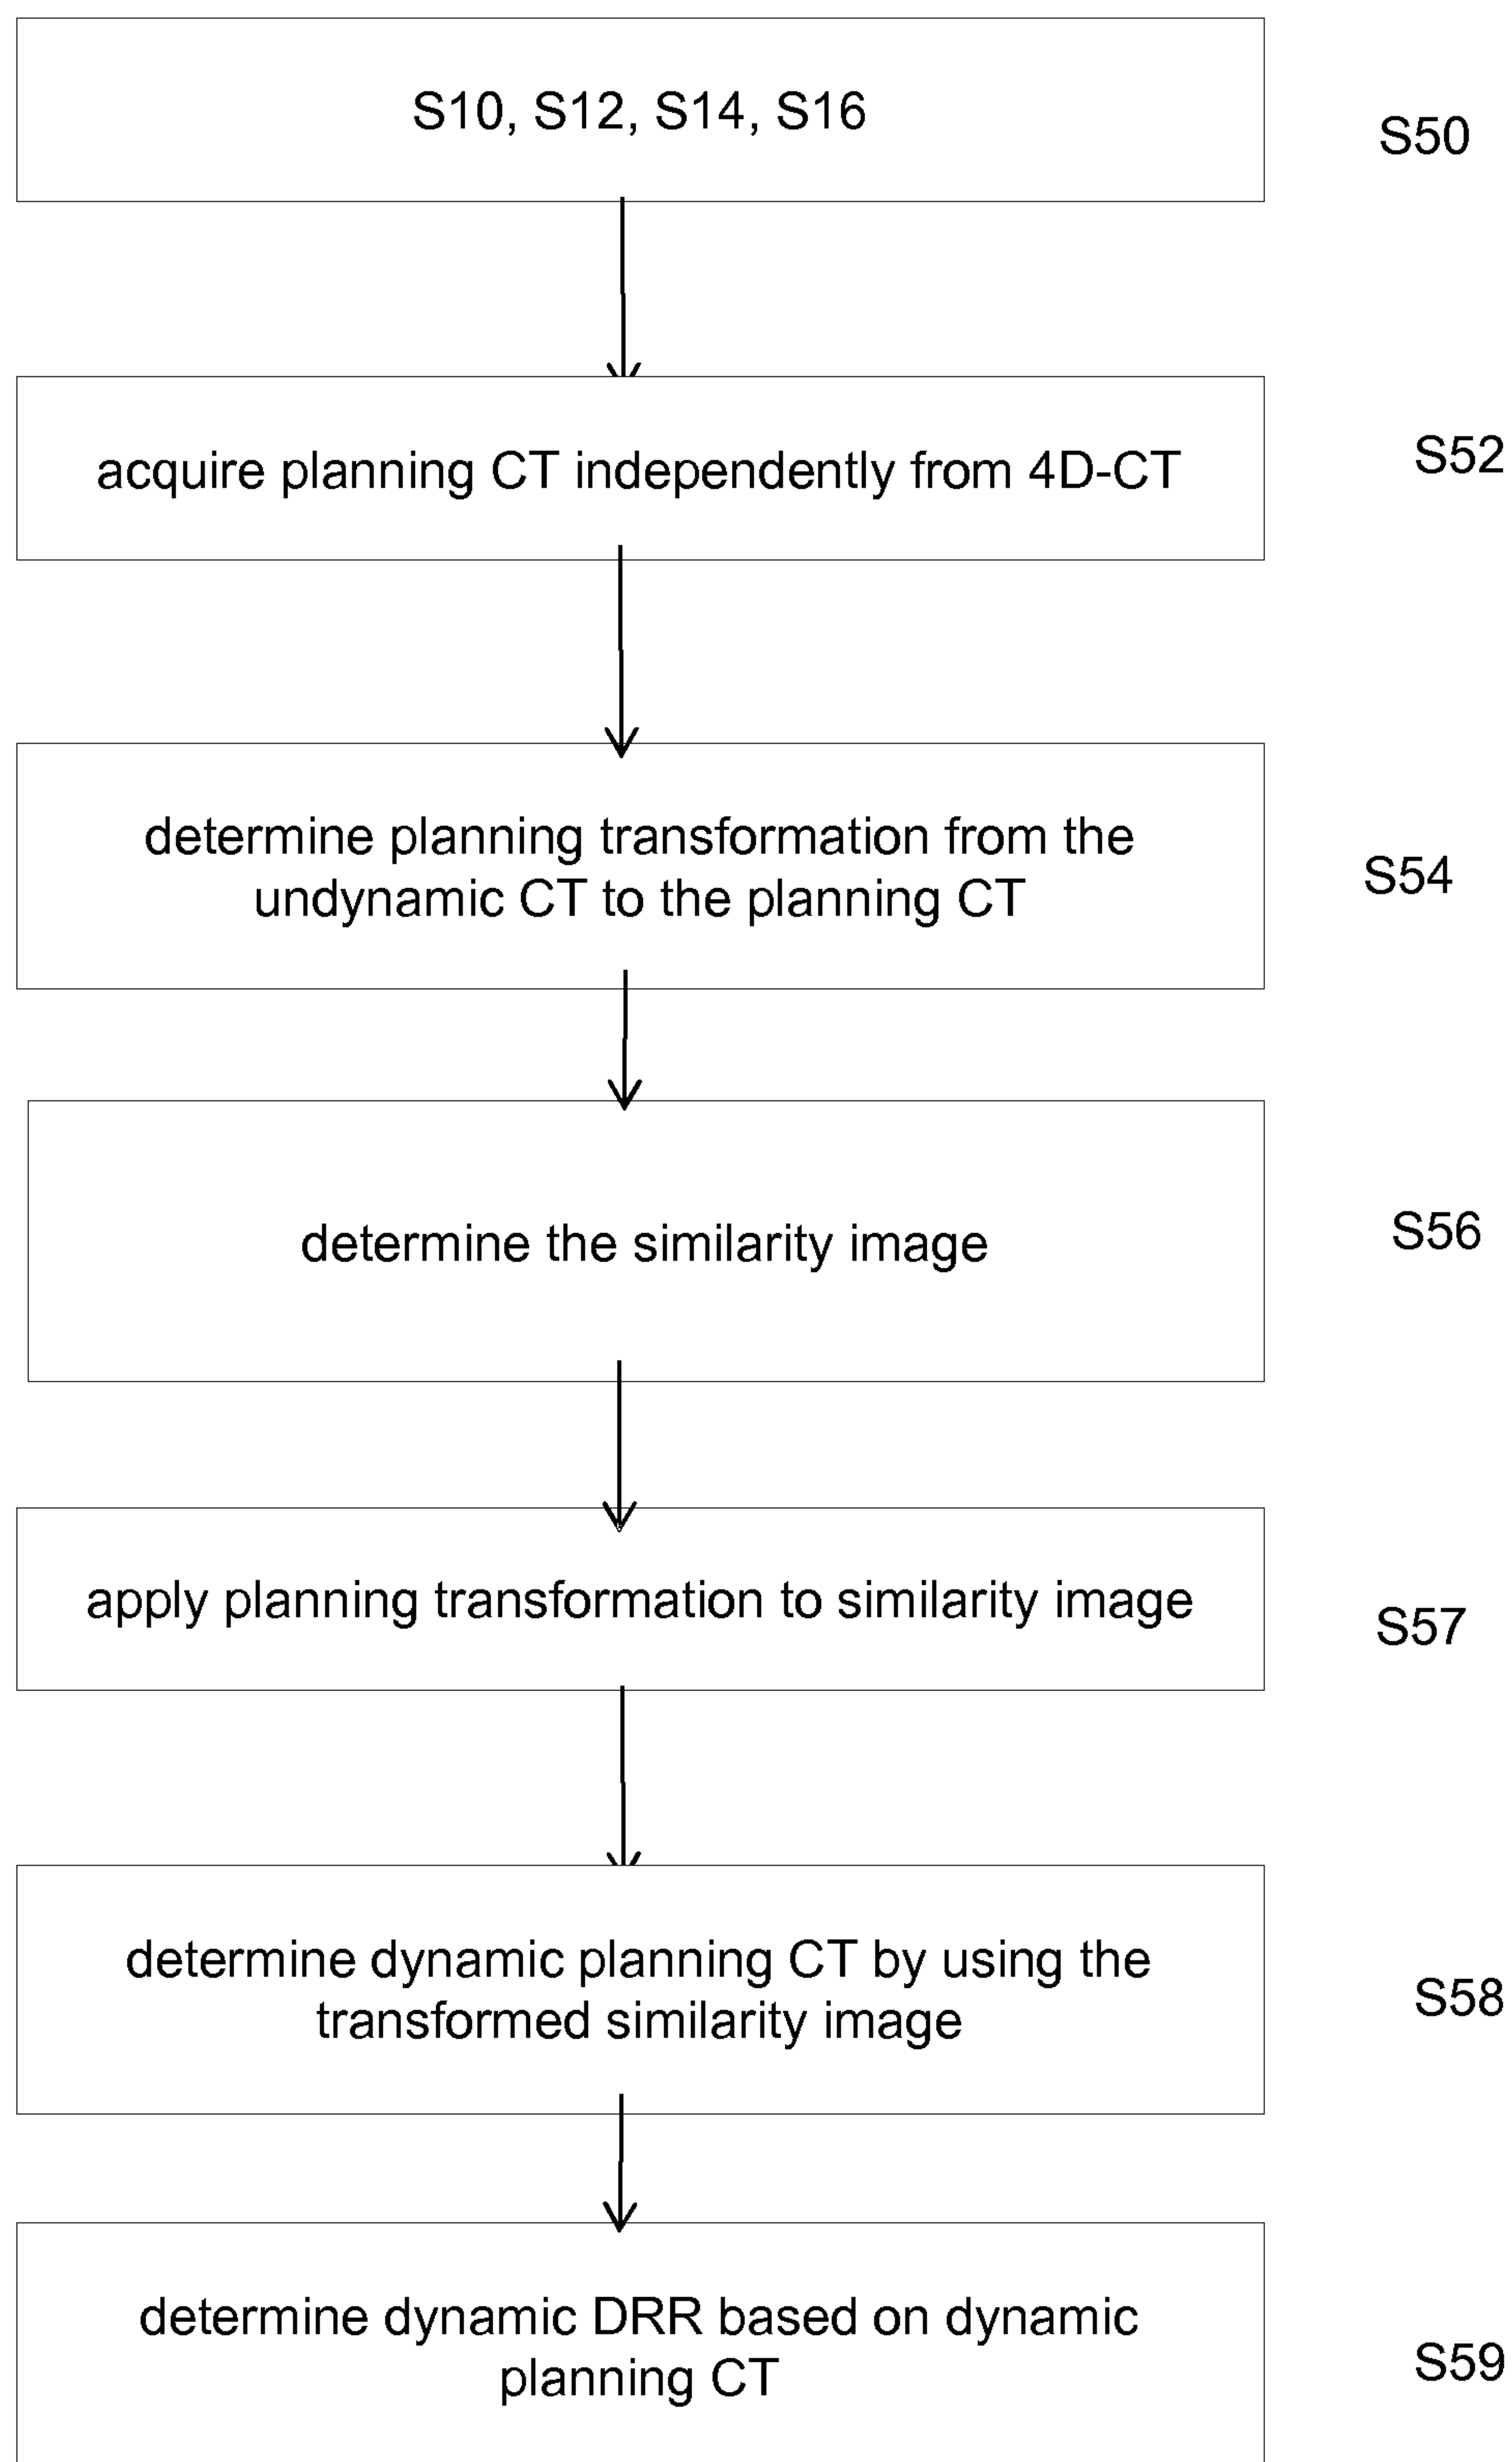 S10, S12, S14, S16
S50
acquire planning CT independently from 4D-CT
S52
determine planning transformation from the
undynamic CT to the planning CT
S54
determine the similarity image
S56
apply planning transformation to similarity image
S57
determine dynamic planning CT by using the
transformed similarity image
S58
determine dynamic DRR based on dynamic
planning CT
S59